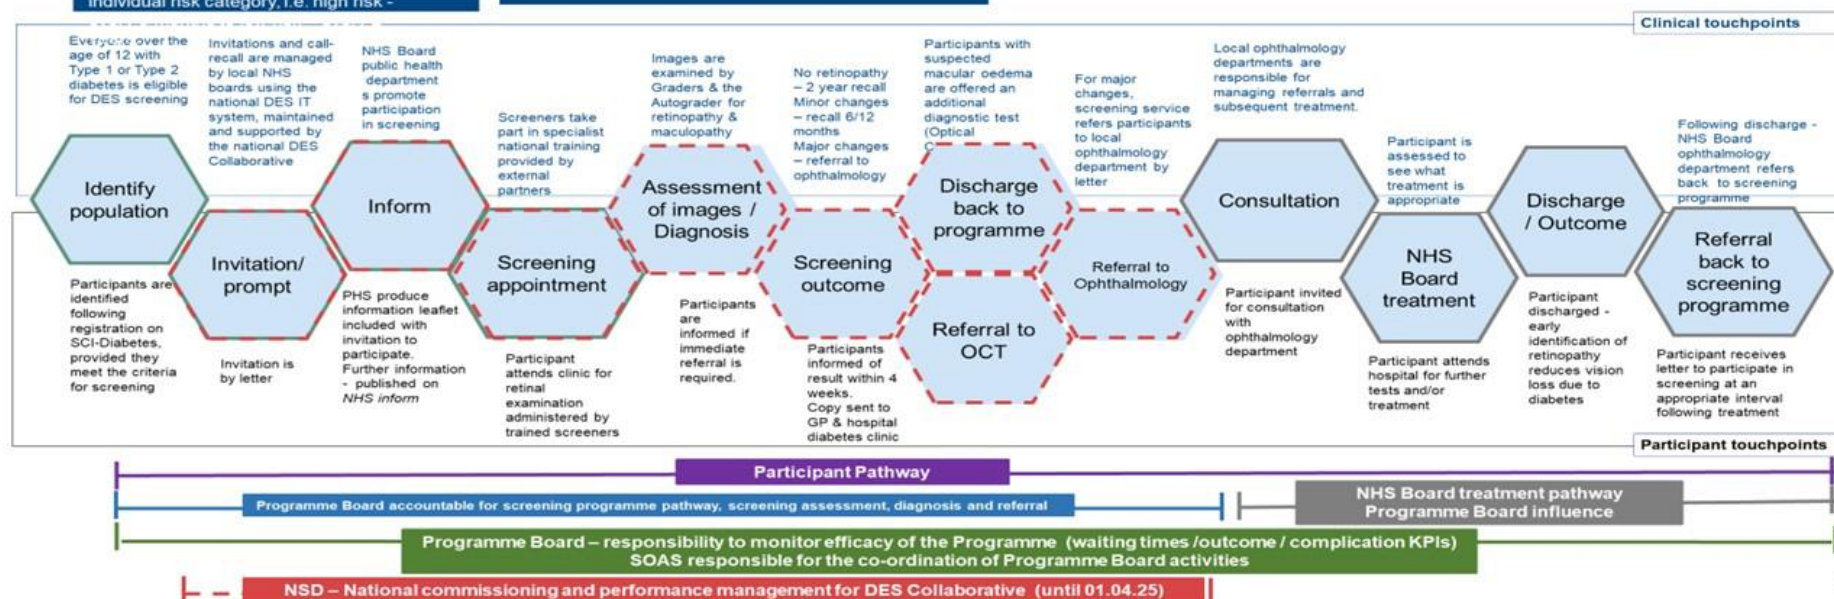 Individual risk category, i.e. high risk -
Clinical touchpoints
Everyone over the
age of 12 with
Type 1 or Type 2
diabetes is eligible
for DES screening
Invitations and call-
recall are managed
by local NHS
boards using the
national DES IT
system, maintained
and supported by
the national DES
Collaborative
NHS Board
public health
department
s promote
participation
in screening
Screeners take
part in specialist
national training
provided by
external
partners
Images are
examined by
Graders & the
Autograder for
retinopathy &
maculopathy
No retinopathy
– 2 year recall
Minor changes
– recall 6/12
months
Major changes
– referral to
ophthalmology
Participants with
suspected
macular oedema
are offered an
additional
diagnostic test
(Optical
For major
changes,
screening service
refers participants
to local
ophthalmology
department by
letter
Local ophthalmology
departments are
responsible for
managing referrals and
subsequent treatment.
Participant is
assessed to
see what
treatment is
appropriate
Following discharge -
NHS Board
ophthalmology
department refers
back to screening
programme
Identify
population
Invitation/
prompt
Inform
Screening
appointment
Assessment
of images /
Diagnosis
Screening
outcome
Discharge
back to
programme
Referral to
OCT
Referral to
Ophthalmology
Consultation
NHS
Board
treatment
Discharge
/ Outcome
Referral
back to
screening
programme
Participants are
identified
following
registration on
SCI-Diabetes,
provided they
meet the criteria
for screening
Invitation is
by letter
PHS produce
information leaflet
included with
invitation to
participate.
Further information
- published on
NHS inform
Participant
attends clinic for
retinal
examination
administered by
trained screeners
Participants
are
informed if
immediate
referral is
required.
Participants
informed of
result within 4
weeks.
Copy sent to
GP & hospital
diabetes clinic
Participant invited
for consultation
with
ophthalmology
department
Participant attends
hospital for further
tests and/or
treatment
Participant
discharged -
early
identification of
retinopathy
reduces vision
loss due to
diabetes
Participant receives
letter to participate in
screening at an
appropriate interval
following treatment
Participant touchpoints
Participant Pathway
Programme Board accountable for screening programme pathway, screening assessment, diagnosis and referral
NHS Board treatment pathway
Programme Board influence
Programme Board – responsibility to monitor efficacy of the Programme (waiting times /outcome / complication KPIs)
SOAS responsible for the co-ordination of Programme Board activities
NSD – National commissioning and performance management for DES Collaborative (until 01.04.25)